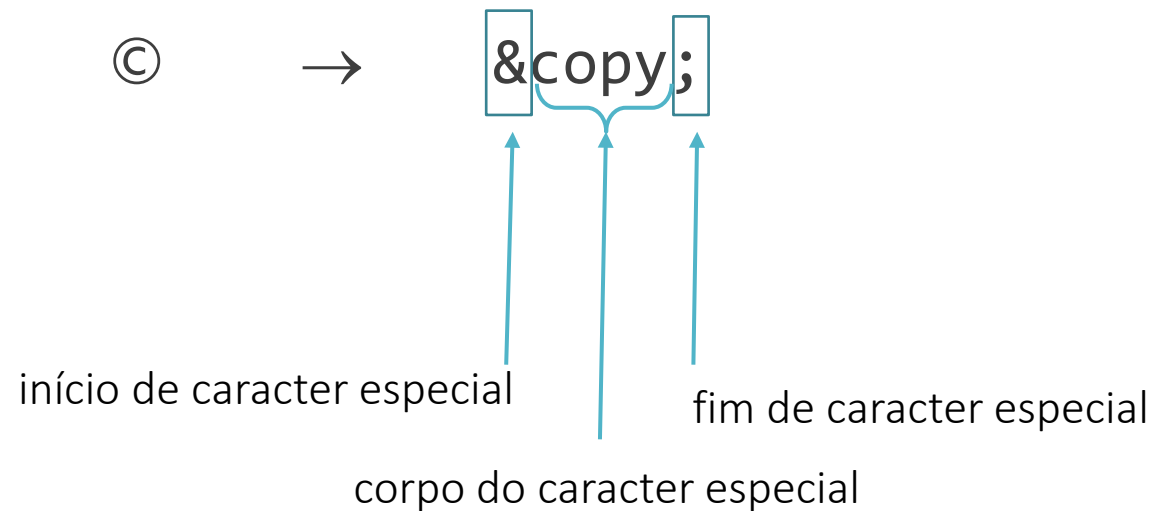 © → &copy;
início de caracter especial
fim de caracter especial
corpo do caracter especial